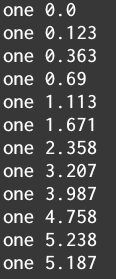 one 0.0
one 0.123
one 0.363
one 0.69
one 1.113
one 1.671
one 2.358
one 3.207
one 3.987
one 4.758
one 5.238
one 5.187